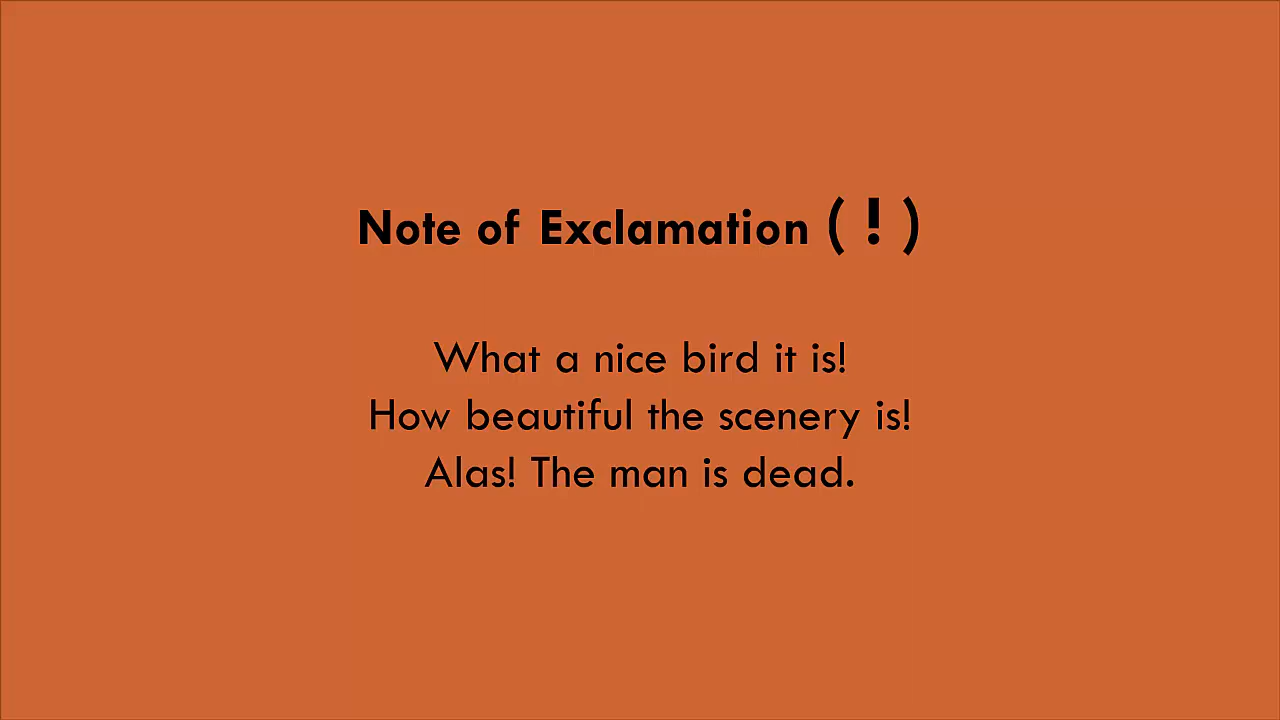 Note of Exclamation ( ! )
What a nice bird it is!
How beautiful the scenery is!
Alas! The man is dead.